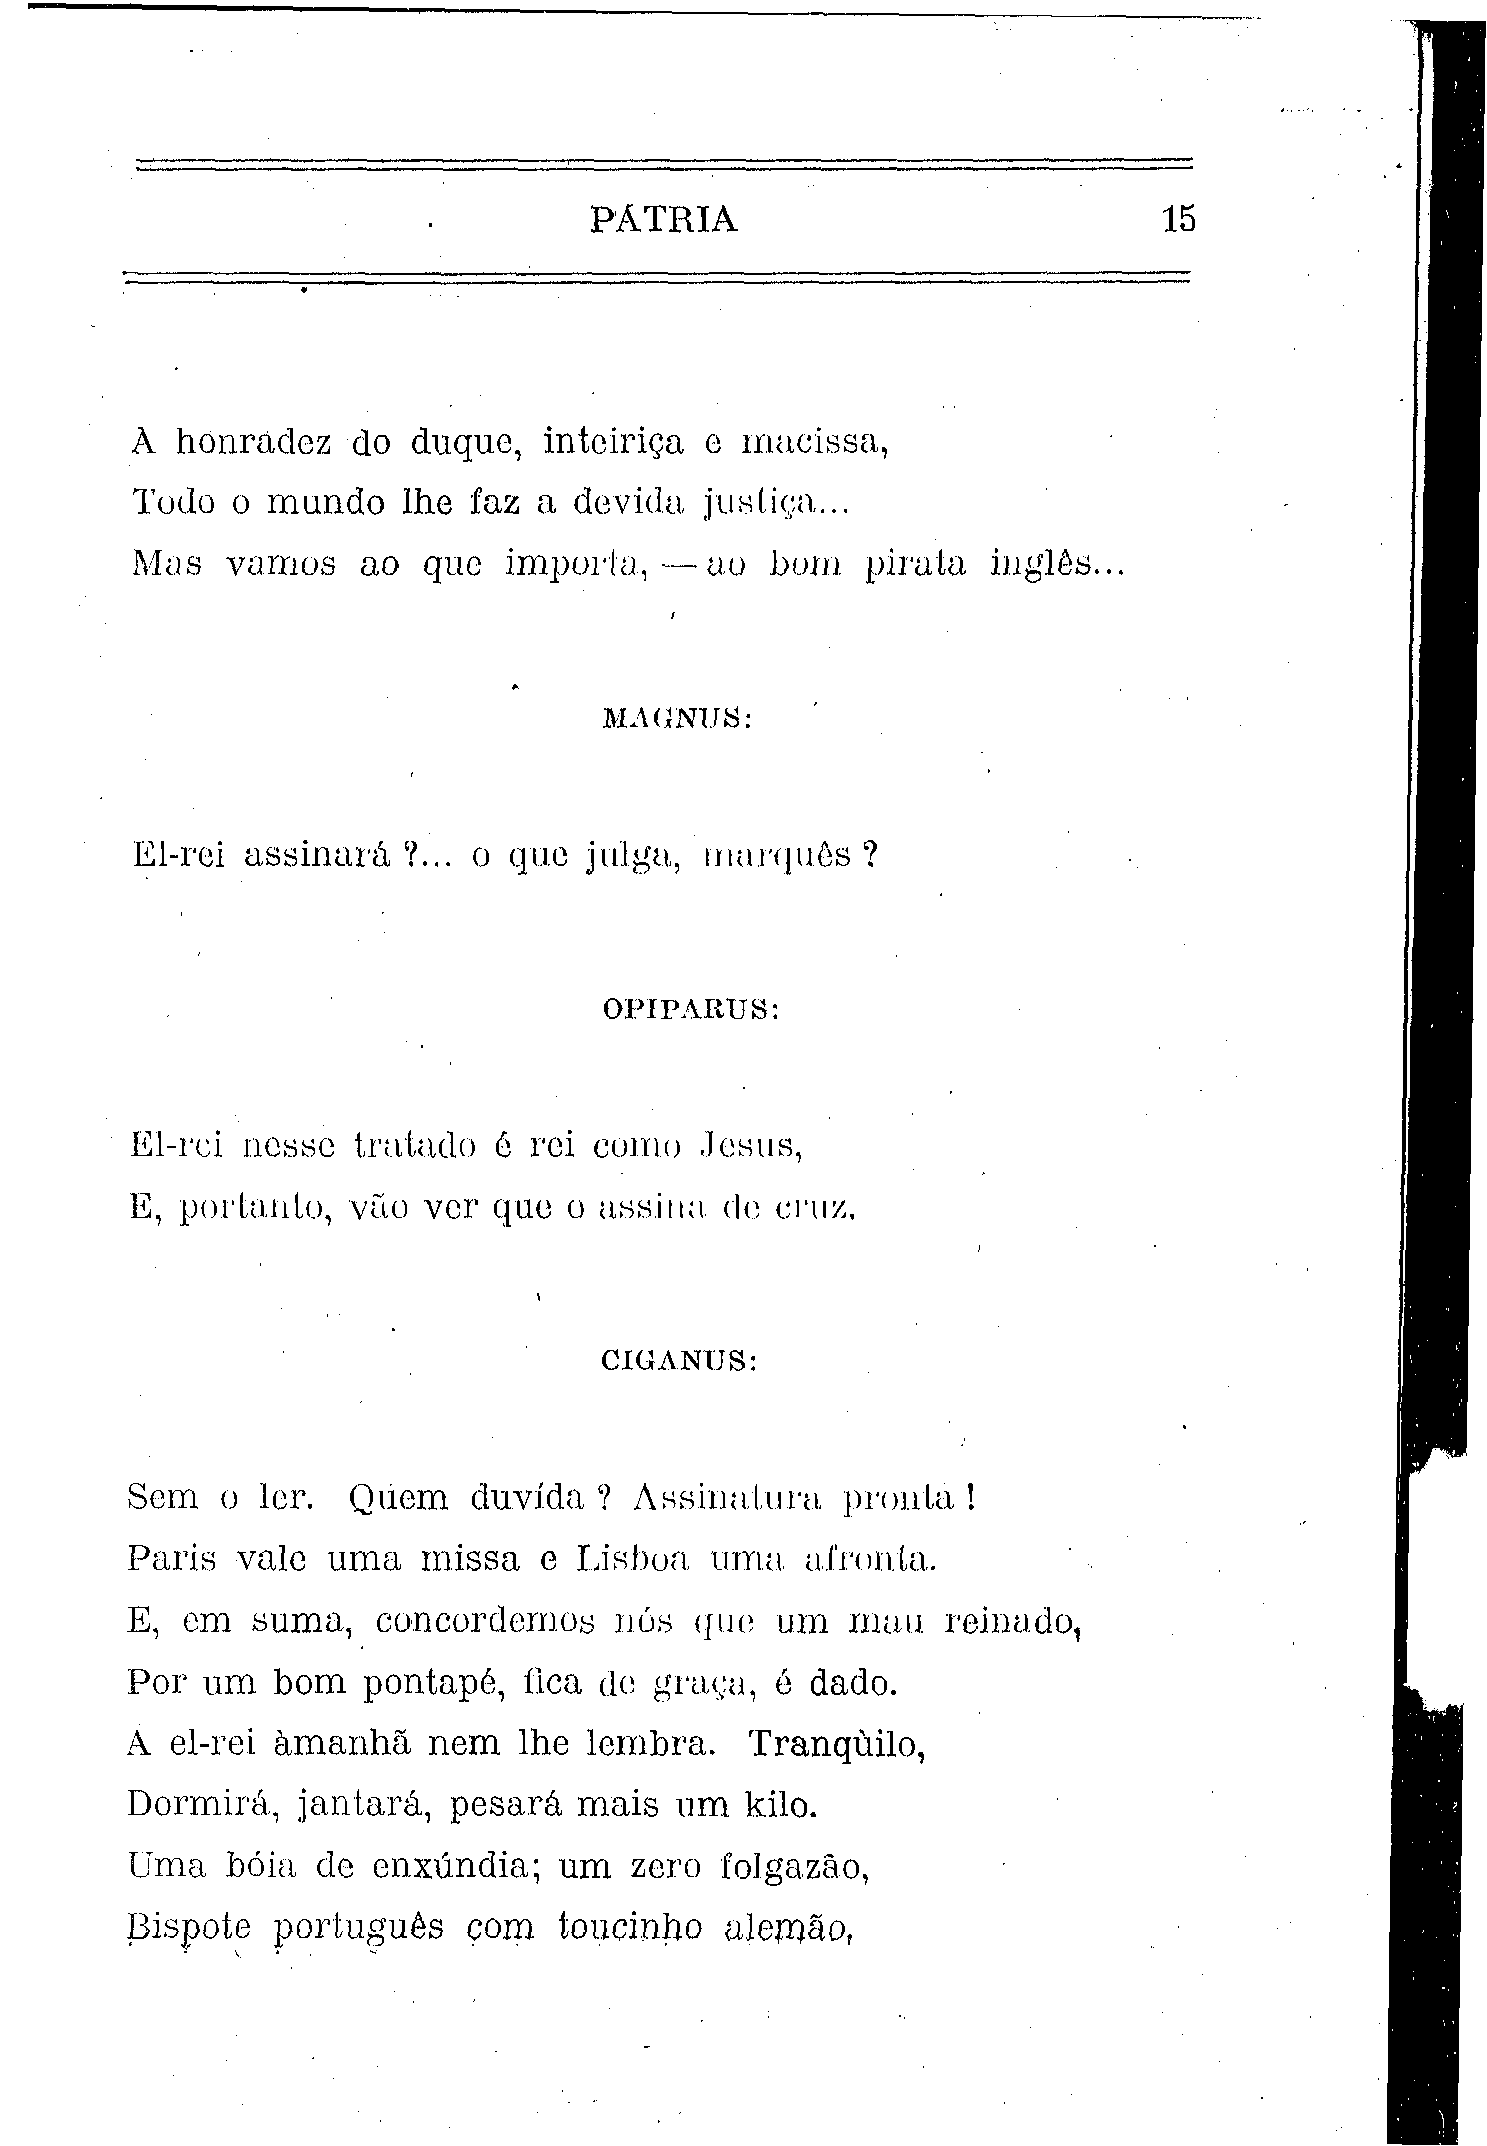 PÁTRIA 15
A honradez do duque, inteiriça e macissa,
Todo o mundo lhe faz a devida justiça...
Mas vamos ao que importa, — ao bom pirata inglês...
MAGNUS:
El-rei assinará ?... o que julga, marquês ?
OPIPARUS:
El-rei nesse tratado é rei como Jesus,
E, portanto, vão ver que o assina de cruz.
CIGANUS:
Sem o ler. Quem duvída ? Assinatura pronta !
Paris vale uma missa e Lisboa uma afronta.
E, em suma, concordemos nós que um mau reinado,
Por um bom pontapé, fica de graça, é dado.
A el-rei àmanhã nem lhe lembra. Tranqùilo,
Dormirá, jantará, pesará mais um kilo.
Uma bóia de enxúndia; um zero folgazão,
Bispote português com toucinho alemão,